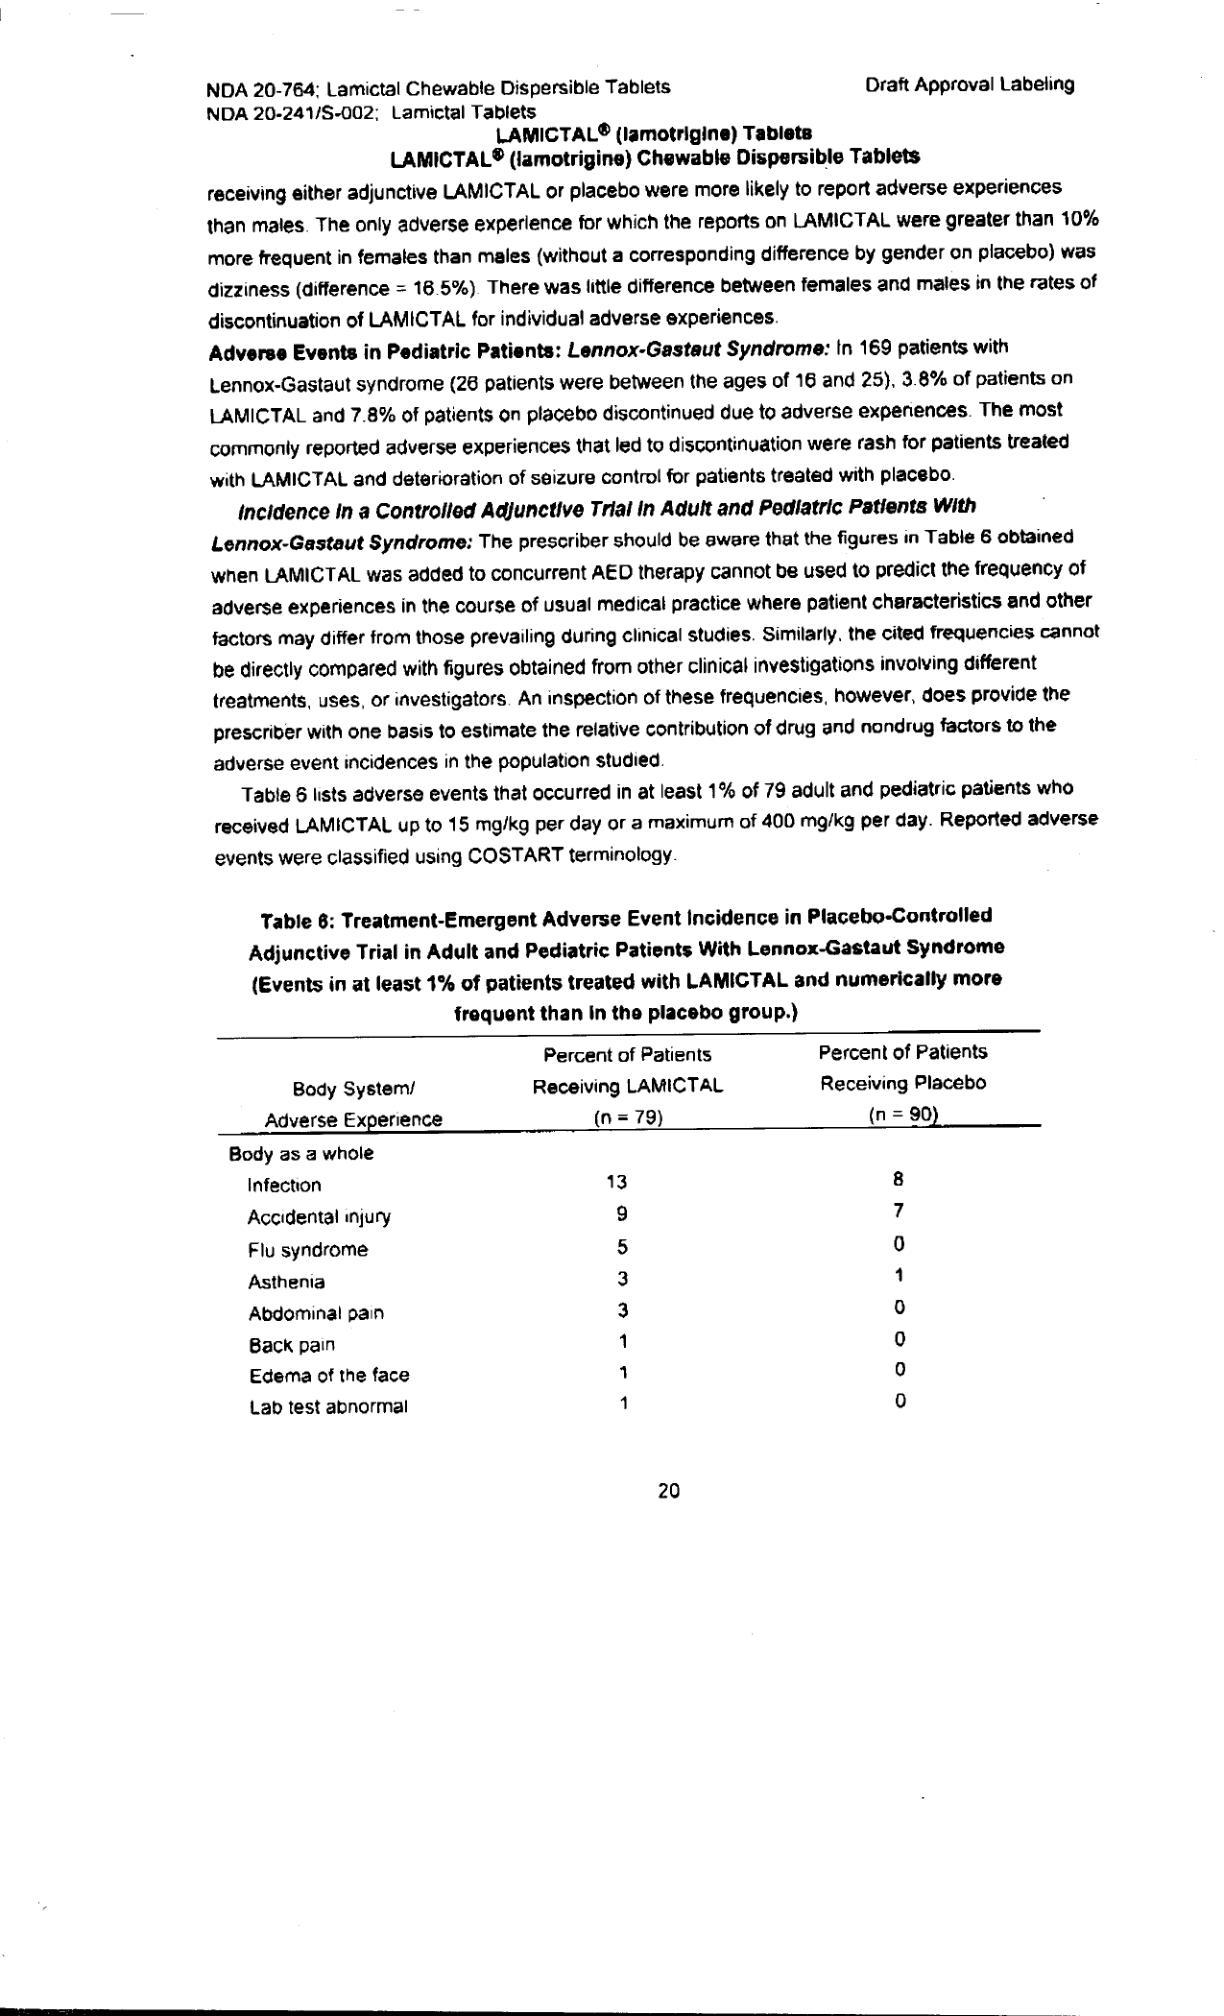 NDA 20-764; Lamictal Chewable Dispersible Tablets Draft Approval Labeling
NDA 20-241/S-002; Lamictal Tablets
LAMICTAL® (lamotrigine) Tablets
LAMICTAL® (lamotrigine) Chewable Dispersible Tablets
receiving either adjunctive LAMICTAL or placebo were more likely to report adverse experiences
than males. The only adverse experience for which the reports on LAMICTAL were greater than 10%
more frequent in females than males (without a corresponding difference by gender on placebo) was
dizziness (difference = 16.5%). There was little difference between females and males in the rates of
discontinuation of LAMICTAL for individual adverse experiences.
Adverse Events in Pediatric Patients: Lennox-Gastaut Syndrome: In 169 patients with
Lennox-Gastaut syndrome (26 patients were between the ages of 16 and 25), 3.8% of patients on
LAMICTAL and 7.8% of patients on placebo discontinued due to adverse experiences. The most
commonly reported adverse experiences that led to discontinuation were rash for patients treated
with LAMICTAL and deterioration of seizure control for patients treated with placebo.
Incidence in a Controlled Adjunctive Trial in Adult and Pediatric Patients With
Lennox-Gastaut Syndrome: The prescriber should be aware that the figures in Table 6 obtained
when LAMICTAL was added to concurrent AED therapy cannot be used to predict the frequency of
adverse experiences in the course of usual medical practice where patient characteristics and other
factors may differ from those prevailing during clinical studies. Similarly, the cited frequencies cannot
be directly compared with figures obtained from other clinical investigations involving different
treatments, uses, or investigators. An inspection of these frequencies, however, does provide the
prescriber with one basis to estimate the relative contribution of drug and nondrug factors to the
adverse event incidences in the population studied.
Table 6 lists adverse events that occurred in at least 1% of 79 adult and pediatric patients who
received LAMICTAL up to 15 mg/kg per day or a maximum of 400 mg/kg per day. Reported adverse
events were classified using COSTART terminology.
Table 6: Treatment-Emergent Adverse Event Incidence in Placebo-Controlled
Adjunctive Trial in Adult and Pediatric Patients With Lennox-Gastaut Syndrome
(Events in at least 1% of patients treated with LAMICTAL and numerically more
frequent than in the placebo group.)
Percent of Patients Percent of Patients
Body System/ Receiving LAMICTAL Receiving Placebo
Adverse Experience (n = 79) (n = 90)
Body as a whole
Infection 13 8
Accidental injury 9 7
Flu syndrome 5 0
Asthenia 3 1
Abdominal pain 3 0
Back pain 1 0
Edema of the face 1 0
Lab test abnormal 1 0
20